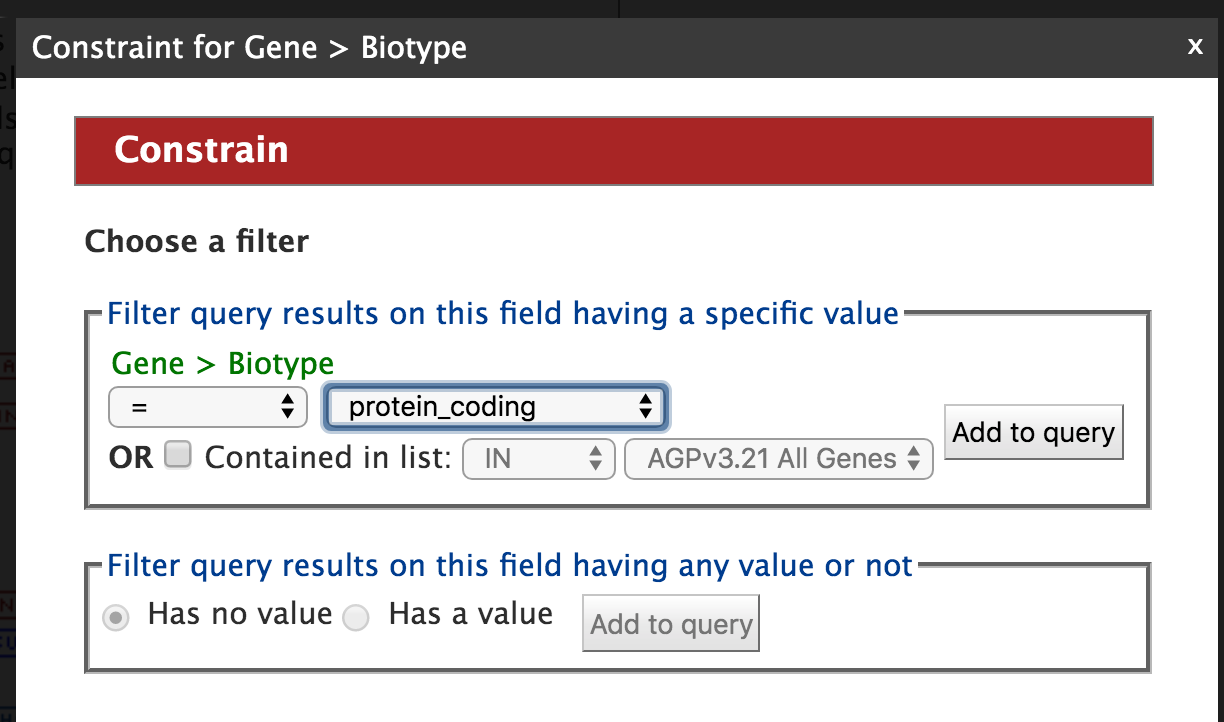 Constraint for Gene > Biotype x
Constrain
Choose a filter
Filter query results on this field having a specific value
Gene > Biotype
= protein_coding
Add to query
OR Contained in list: IN AGPv3.21 All Genes
Filter query results on this field having any value or not
Has no value Has a value Add to query